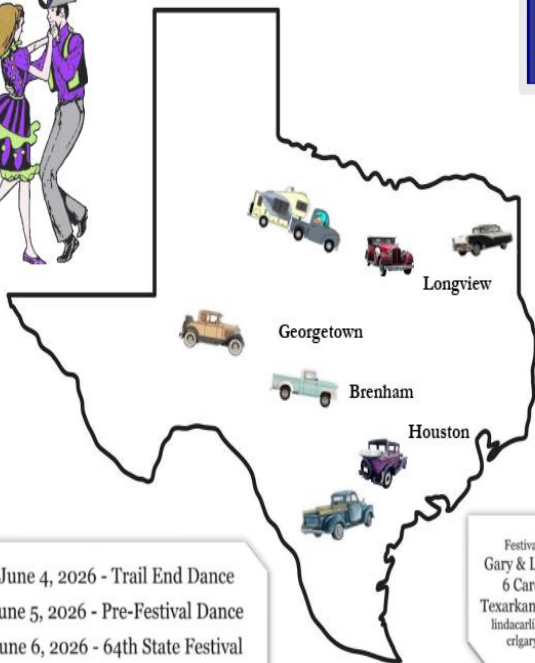 Longview
Georgetown
Brenham
Houston
June 4, 2026 - Trail End Dance
June 5, 2026 - Pre-Festival Dance
June 6, 2026 - 64th State Festival
Gary & L
6 Car
Texarkan